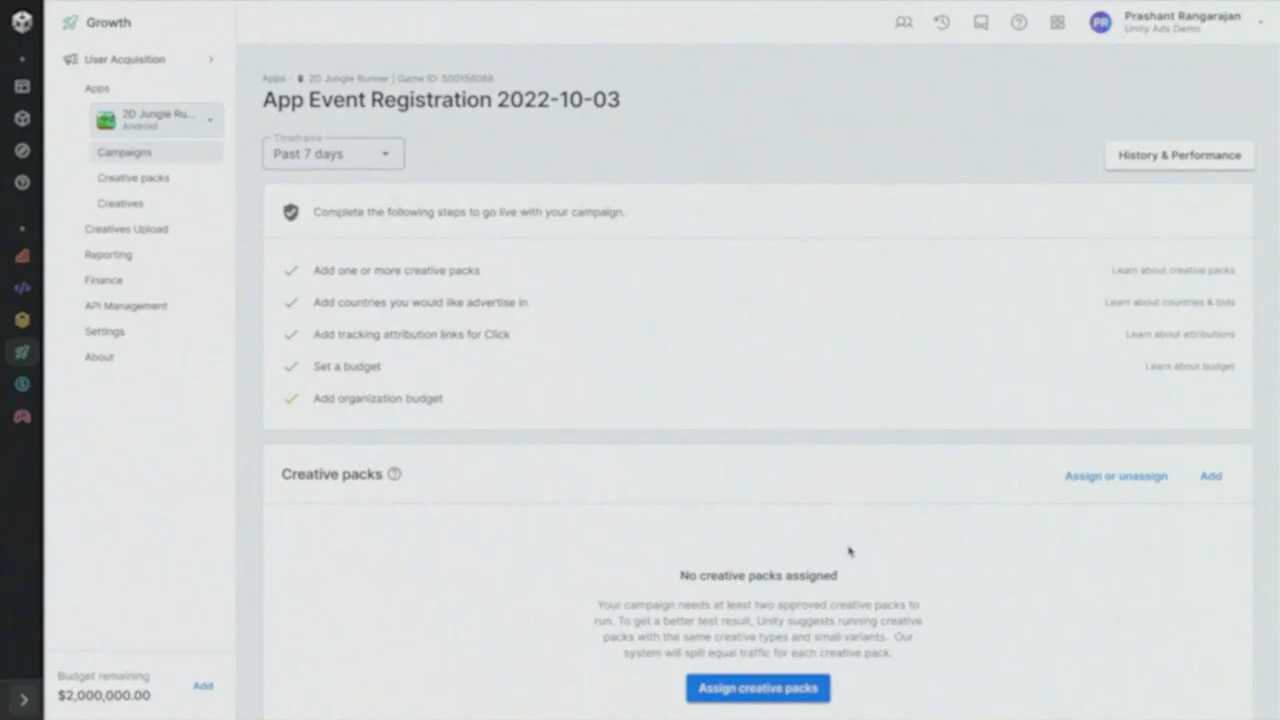 Growth
Prashant Rangarajan
Unity Ads Demo
User Acquisition
Apps
2D Jungle Ru...
Android
Campaigns
Creative packs
Creatives
Creatives Upload
Reporting
Finance
API Management
Settings
About
Budget remaining
$2,000,000.00
Add
Apps 2D Jungle Runner | Game ID: 500156088
App Event Registration 2022-10-03
Timeframe
Past 7 days
History & Performance
Complete the following steps to go live with your campaign.
Add one or more creative packs
Learn about creative packs
Add countries you would like advertise in
Learn about countries & bids
Add tracking attribution links for Click
Learn about attributions
Set a budget
Learn about budget
Add organization budget
Creative packs
Assign or unassign
Add
No creative packs assigned
Your campaign needs at least two approved creative packs to
run. To get a better test result, Unity suggests running creative
packs with the same creative types and small variants. Our
system will spill equal traffic for each creative pack.
Assign creative packs
PR